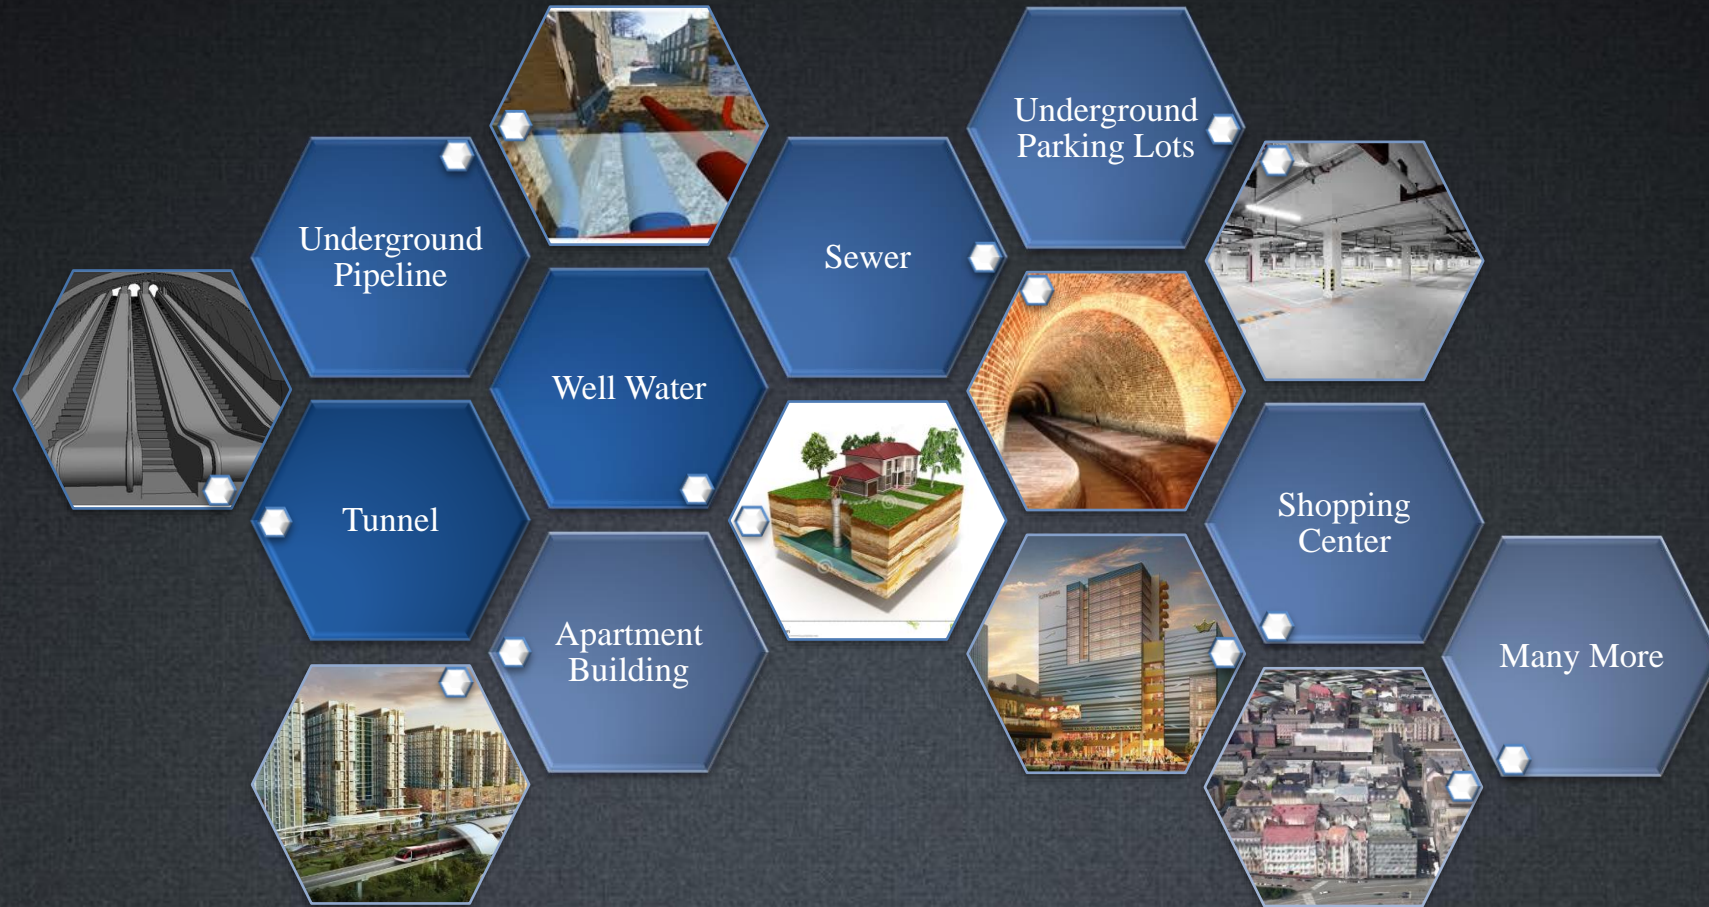 Underground
Parking Lots
Underground
Pipeline
Sewer
Well Water
Tunnel
Shopping
Center
Apartment
Building
Many More